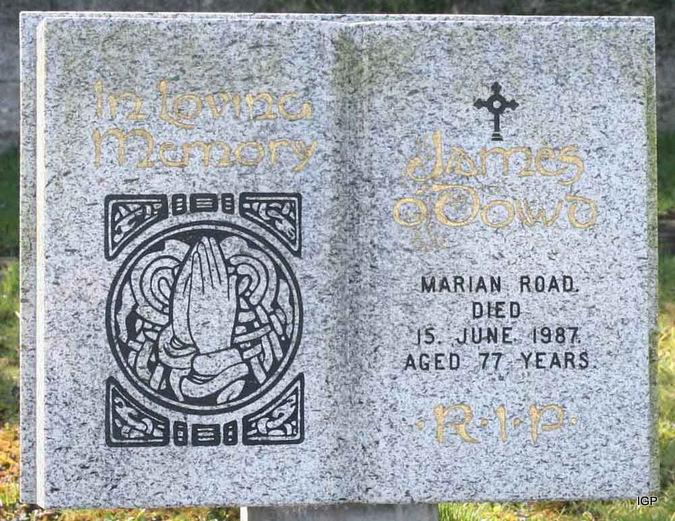 In Loving
Memory
James
O'Dowd
MARIAN ROAD.
DIED
15. JUNE 1987.
AGED 77 YEARS.
·R·I·P·
IGP